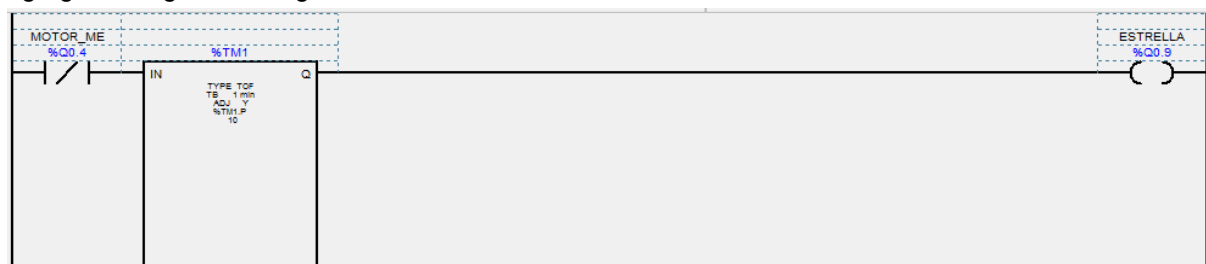 MOTOR_ME
%Q0.4
%TM1
IN
Q
TYPE TOF
TB 1 min
ADJ Y
%TM1.P
10
ESTRELLA
%Q0.9